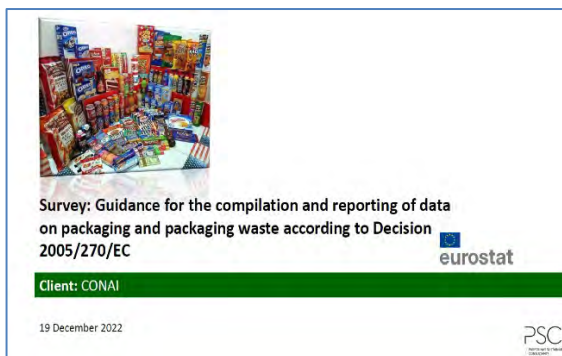 Survey: Guidance for the compilation and reporting of data
on packaging and packaging waste according to Decision
2005/270/EC
eurostat
Client: CONAI
19 December 2022
PSC